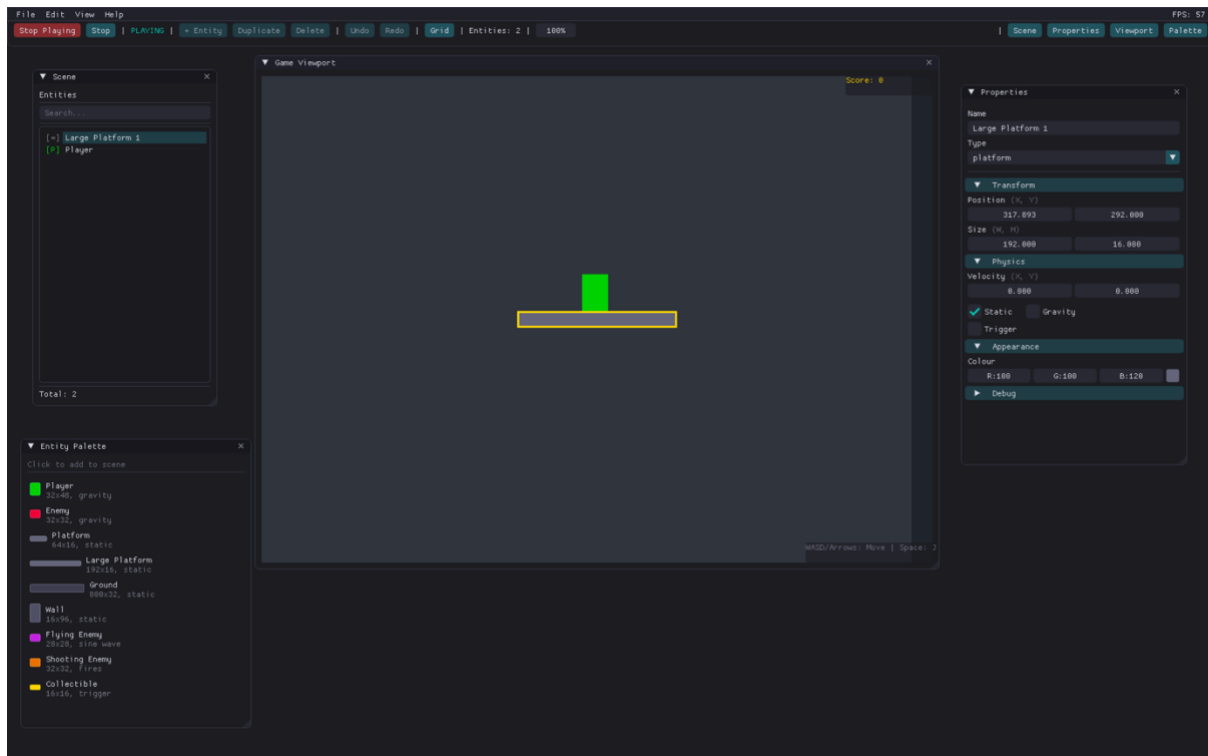 File Edit View Help
FPS: 57
Stop Playing Stop | PLAYING | + Entity Duplicate Delete | Undo Redo | Grid | Entities: 2 | 100%
| Scene Properties Viewport Palette
Scene
Entities
Search...
[=] Large Platform 1
[P] Player
Total: 2
Entity Palette
Click to add to scene
Player
32x48, gravity
Enemy
32x32, gravity
Platform
64x16, static
Large Platform
192x16, static
Ground
800x32, static
Wall
16x96, static
Flying Enemy
28x28, sine wave
Shooting Enemy
32x32, fires
Collectible
16x16, trigger
Game Viewport
Score: 0
WASD/Arrows: Move | Space: J
Properties
Name
Large Platform 1
Type
platform
Transform
Position (X, Y)
317.893 292.000
Size (W, H)
192.000 16.000
Physics
Velocity (X, Y)
0.000 0.000
Static Gravity
Trigger
Appearance
Colour
R:100 G:100 B:120
Debug